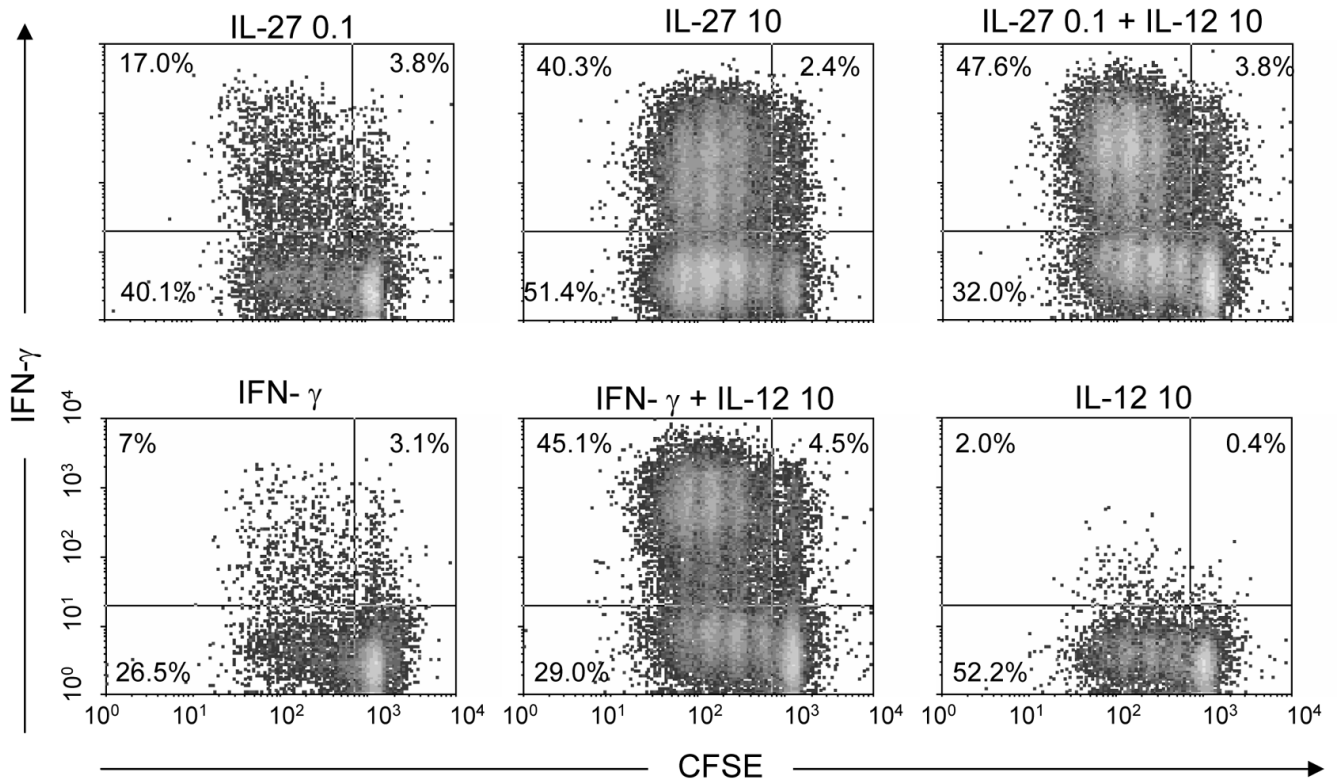 IL-27 0.1
IL-27 10
IL-27 0.1 + IL-12 10
17.0%
3.8%
40.3%
2.4%
47.6%
3.8%
40.1%
51.4%
32.0%
IFN-γ
IFN- γ
IFN- γ + IL-12 10
IL-12 10
10⁴
10³
10²
10¹
10⁰
7%
3.1%
45.1%
4.5%
2.0%
0.4%
26.5%
29.0%
52.2%
10⁰ 10¹ 10² 10³ 10⁴
10⁰ 10¹ 10² 10³ 10⁴
10⁰ 10¹ 10² 10³ 10⁴
CFSE